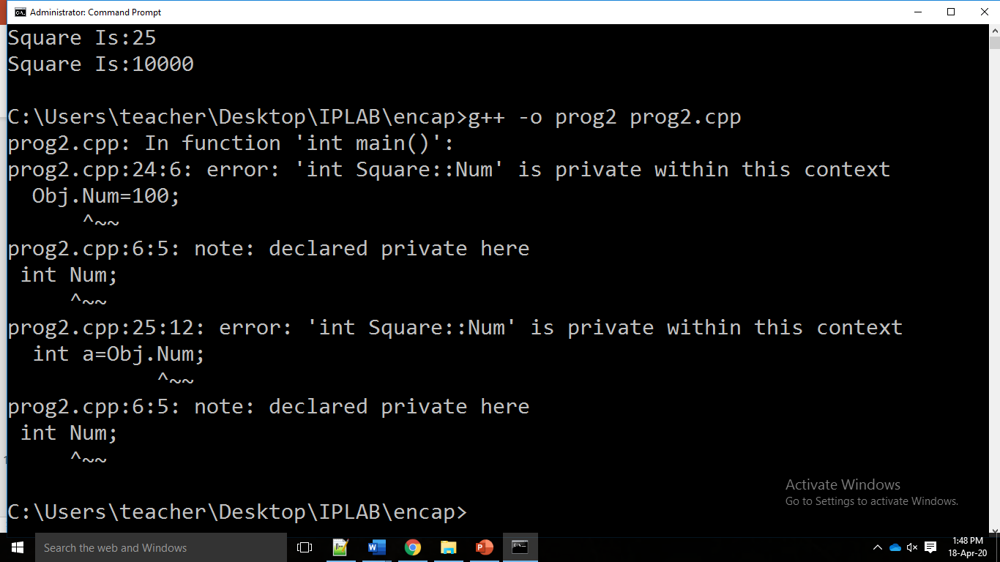 Administrator: Command Prompt
Square Is:25
Square Is:10000
C:\Users\teacher\Desktop\IPLAB\encap>g++ -o prog2 prog2.cpp
prog2.cpp: In function 'int main()':
prog2.cpp:24:6: error: 'int Square::Num' is private within this context
  Obj.Num=100;
      ^~~
prog2.cpp:6:5: note: declared private here
 int Num;
     ^~~
prog2.cpp:25:12: error: 'int Square::Num' is private within this context
  int a=Obj.Num;
            ^~~
prog2.cpp:6:5: note: declared private here
 int Num;
     ^~~
C:\Users\teacher\Desktop\IPLAB\encap>
Activate Windows
Go to Settings to activate Windows.
Search the web and Windows
1:48 PM
18-Apr-20